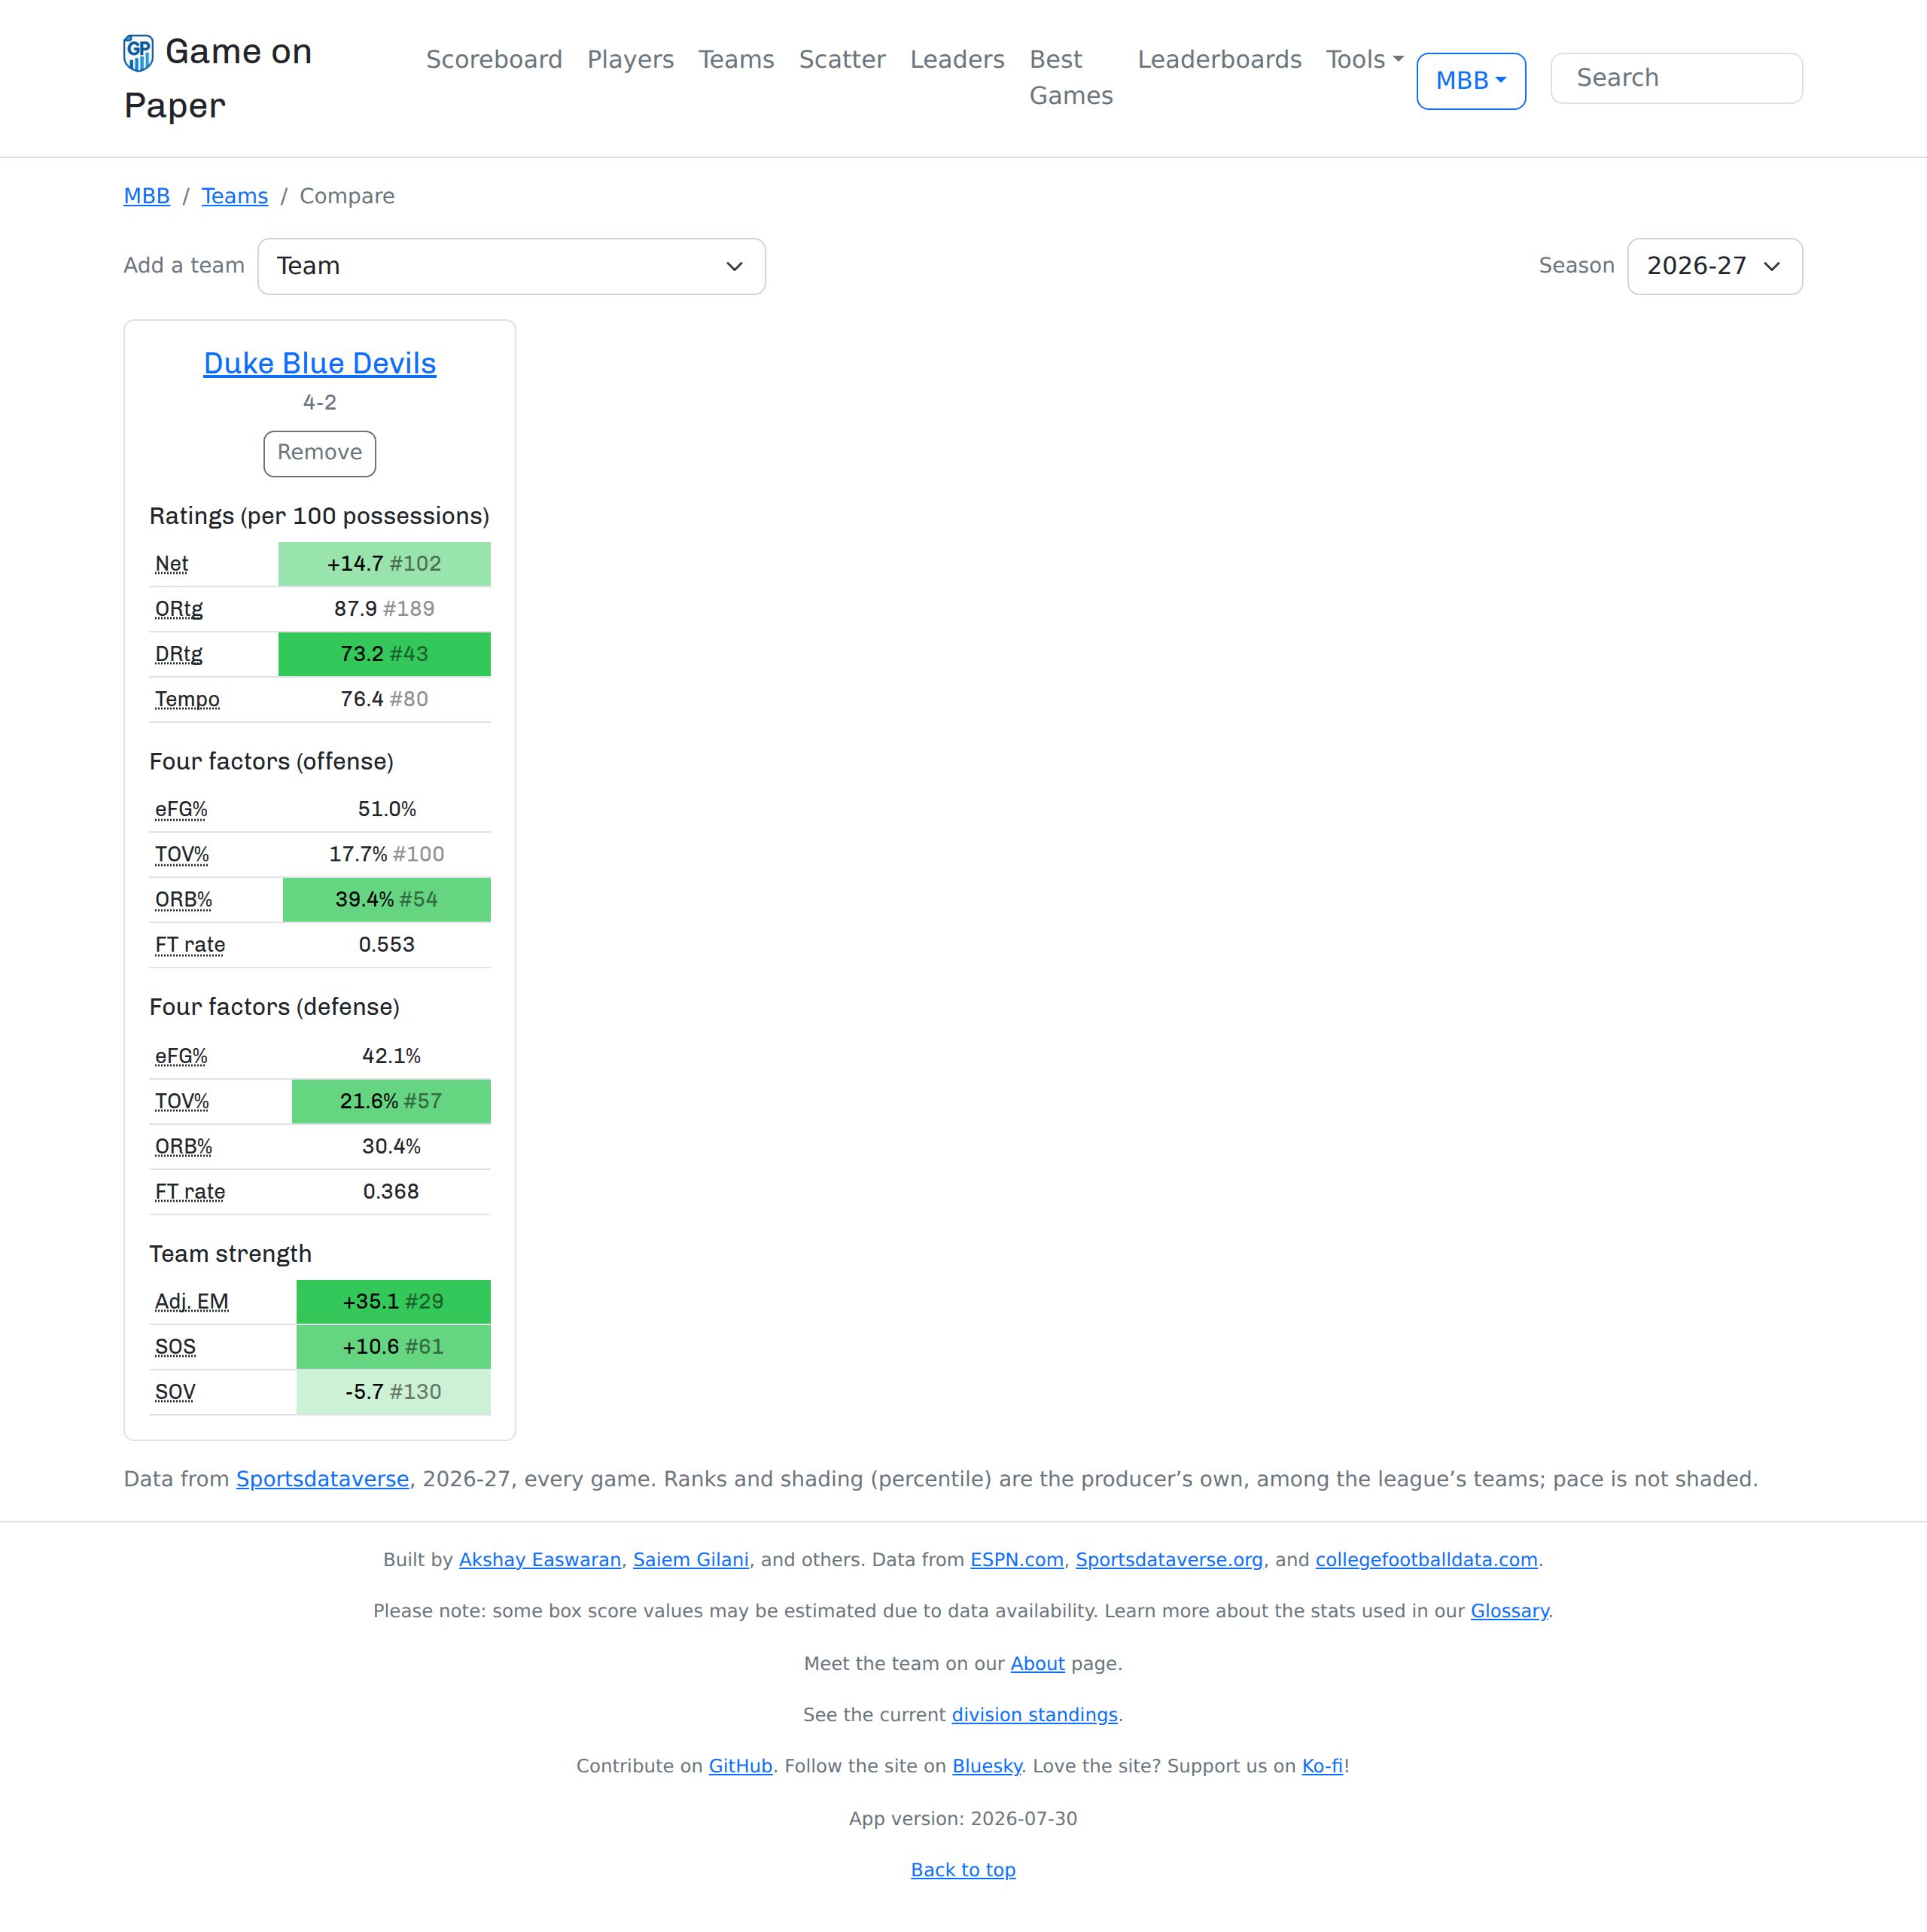 GP Game on Paper
Scoreboard Players Teams Scatter Leaders Best Games Leaderboards Tools MBB Search
MBB / Teams / Compare
Add a team Team Season 2026-27
Duke Blue Devils
4-2
Remove
Ratings (per 100 possessions)
Net +14.7 #102
ORtg 87.9 #189
DRtg 73.2 #43
Tempo 76.4 #80
Four factors (offense)
eFG% 51.0%
TOV% 17.7% #100
ORB% 39.4% #54
FT rate 0.553
Four factors (defense)
eFG% 42.1%
TOV% 21.6% #57
ORB% 30.4%
FT rate 0.368
Team strength
Adj. EM +35.1 #29
SOS +10.6 #61
SOV -5.7 #130
Data from Sportsdataverse, 2026-27, every game. Ranks and shading (percentile) are the producer’s own, among the league’s teams; pace is not shaded.
Built by Akshay Easwaran, Saiem Gilani, and others. Data from ESPN.com, Sportsdataverse.org, and collegefootballdata.com.
Please note: some box score values may be estimated due to data availability. Learn more about the stats used in our Glossary.
Meet the team on our About page.
See the current division standings.
Contribute on GitHub. Follow the site on Bluesky. Love the site? Support us on Ko-fi!
App version: 2026-07-30
Back to top